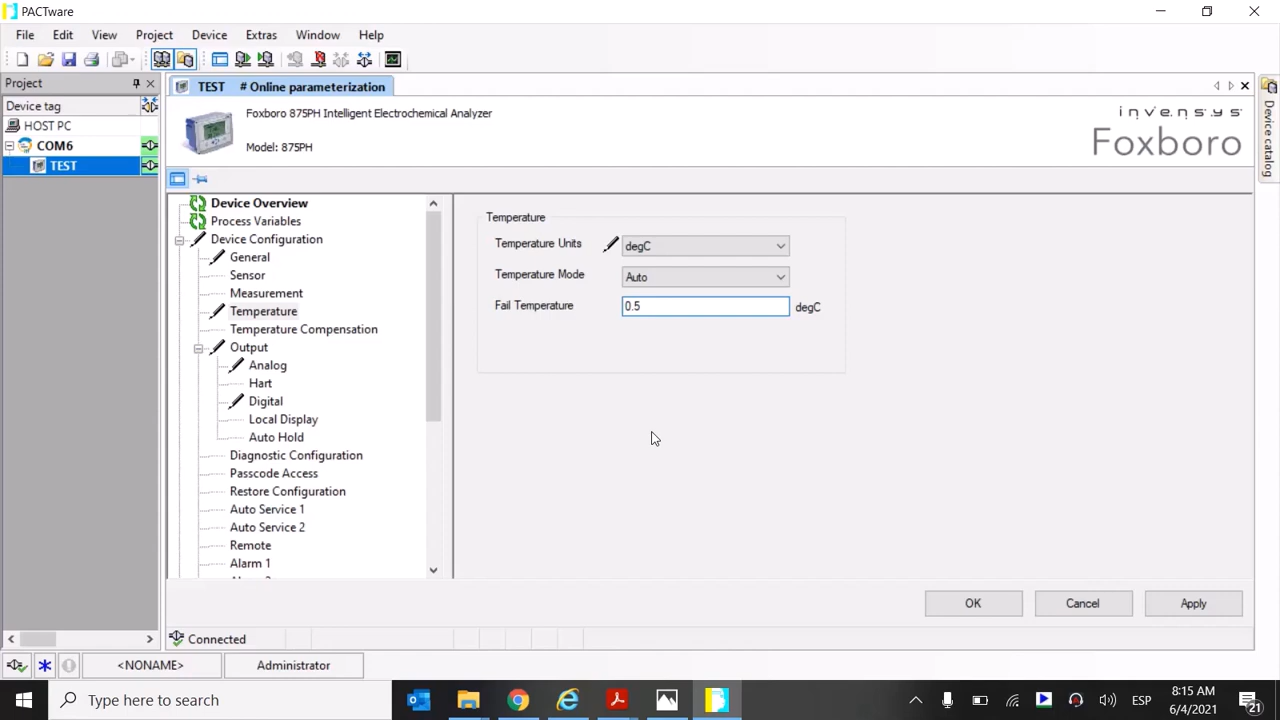 PACTware
File Edit View Project Device Extras Window Help
Project
TEST # Online parameterization
Device tag
HOST PC
COM6
TEST
Foxboro 875PH Intelligent Electrochemical Analyzer
Model: 875PH
invensys
Foxboro
Device catalog
Device Overview
Process Variables
Device Configuration
General
Sensor
Measurement
Temperature
Temperature Compensation
Output
Analog
Hart
Digital
Local Display
Auto Hold
Diagnostic Configuration
Passcode Access
Restore Configuration
Auto Service 1
Auto Service 2
Remote
Alarm 1
Temperature
Temperature Units degC
Temperature Mode Auto
Fail Temperature 0.5 degC
OK Cancel Apply
Connected
<NONAME> Administrator
Type here to search
ESP
8:15 AM
6/4/2021
21